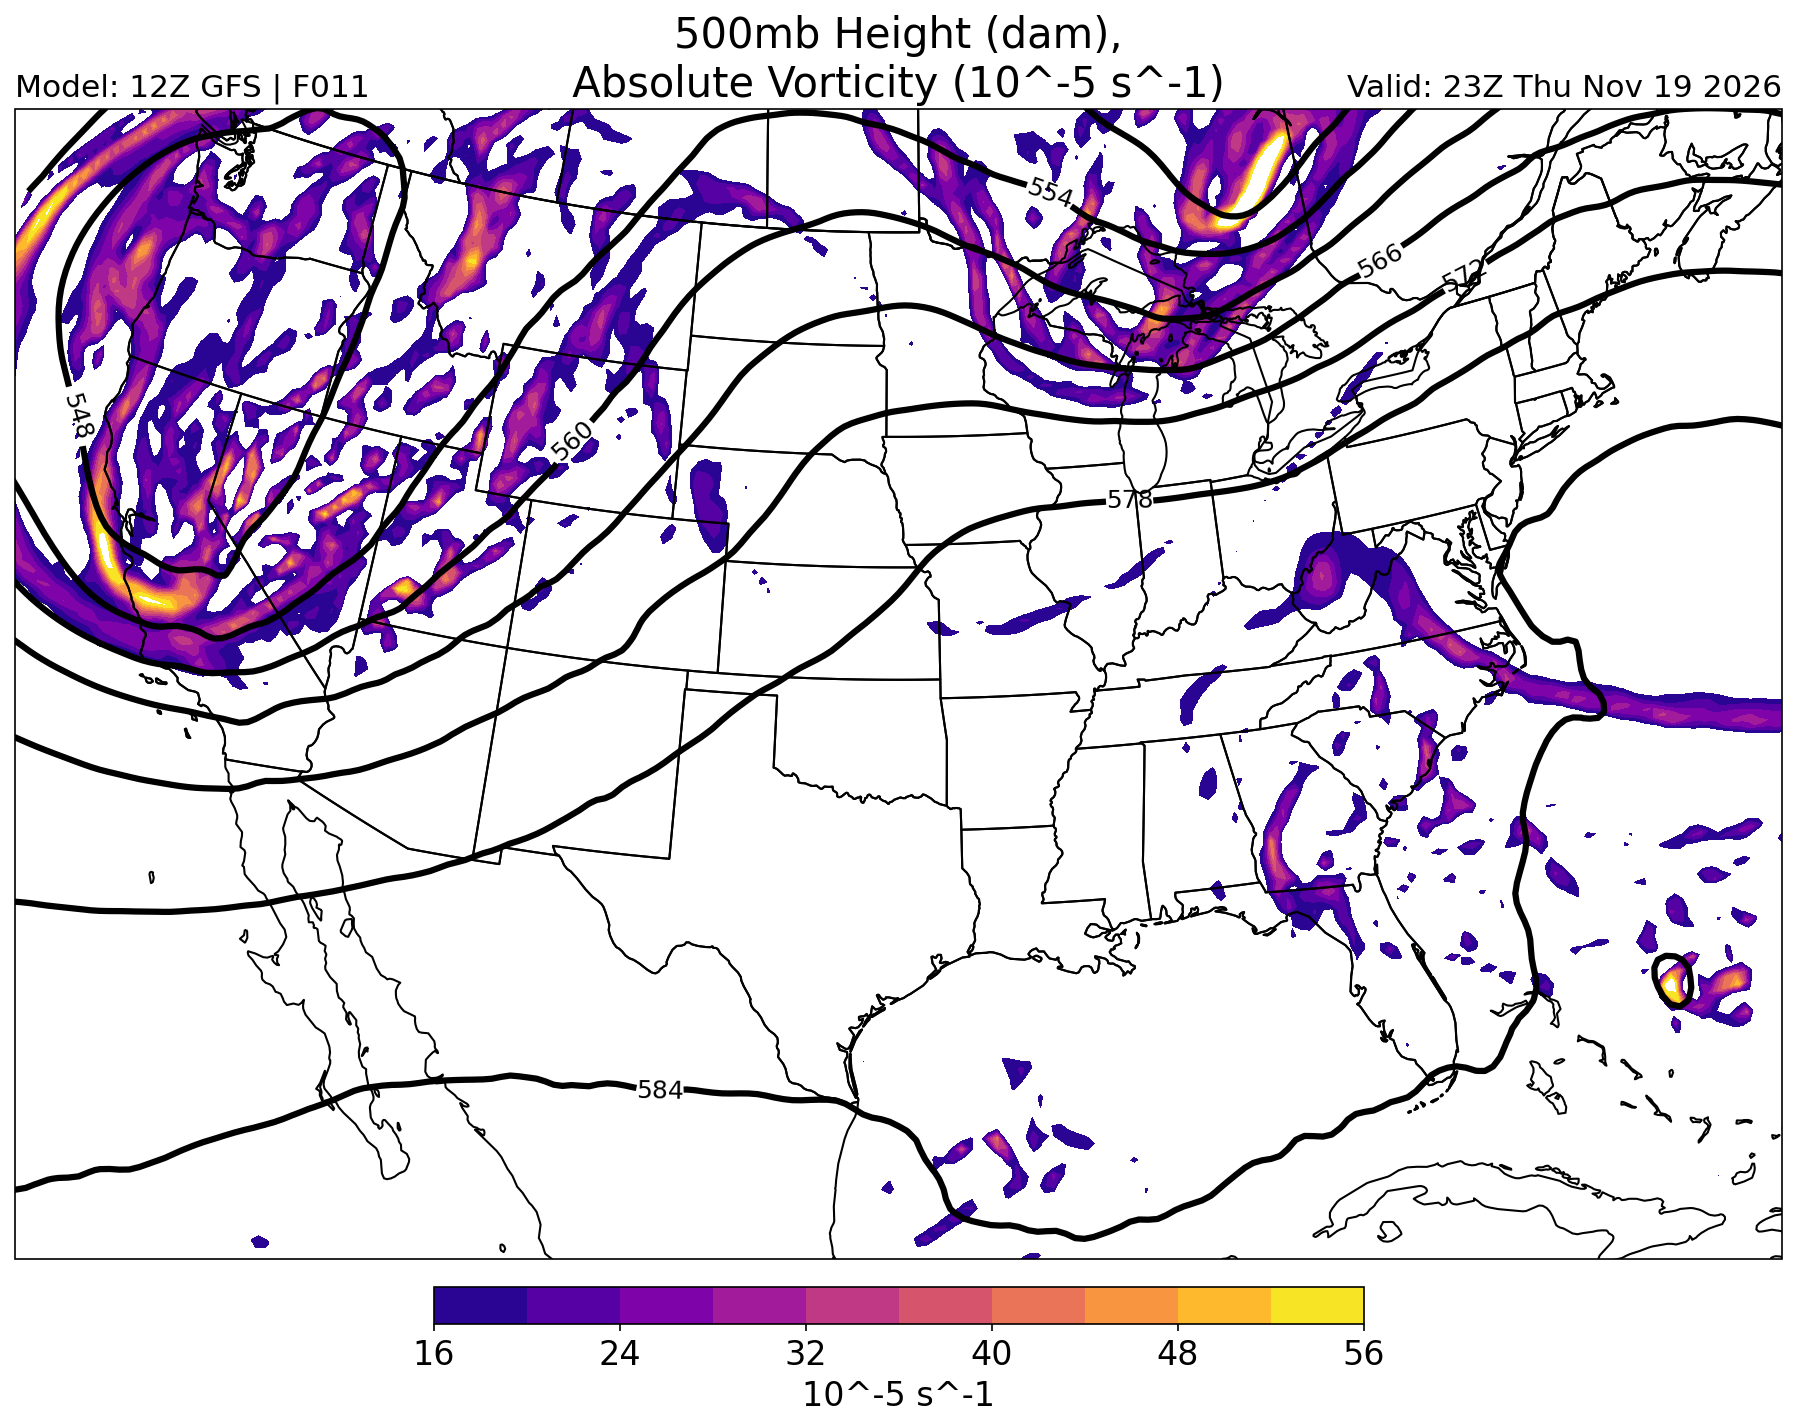 500mb Height (dam),
Model: 12Z GFS | F011
Absolute Vorticity (10^-5 s^-1)
Valid: 23Z Thu Nov 19 2026
554
566
572
548
560
578
584
16 24 32 40 48 56
10^-5 s^-1